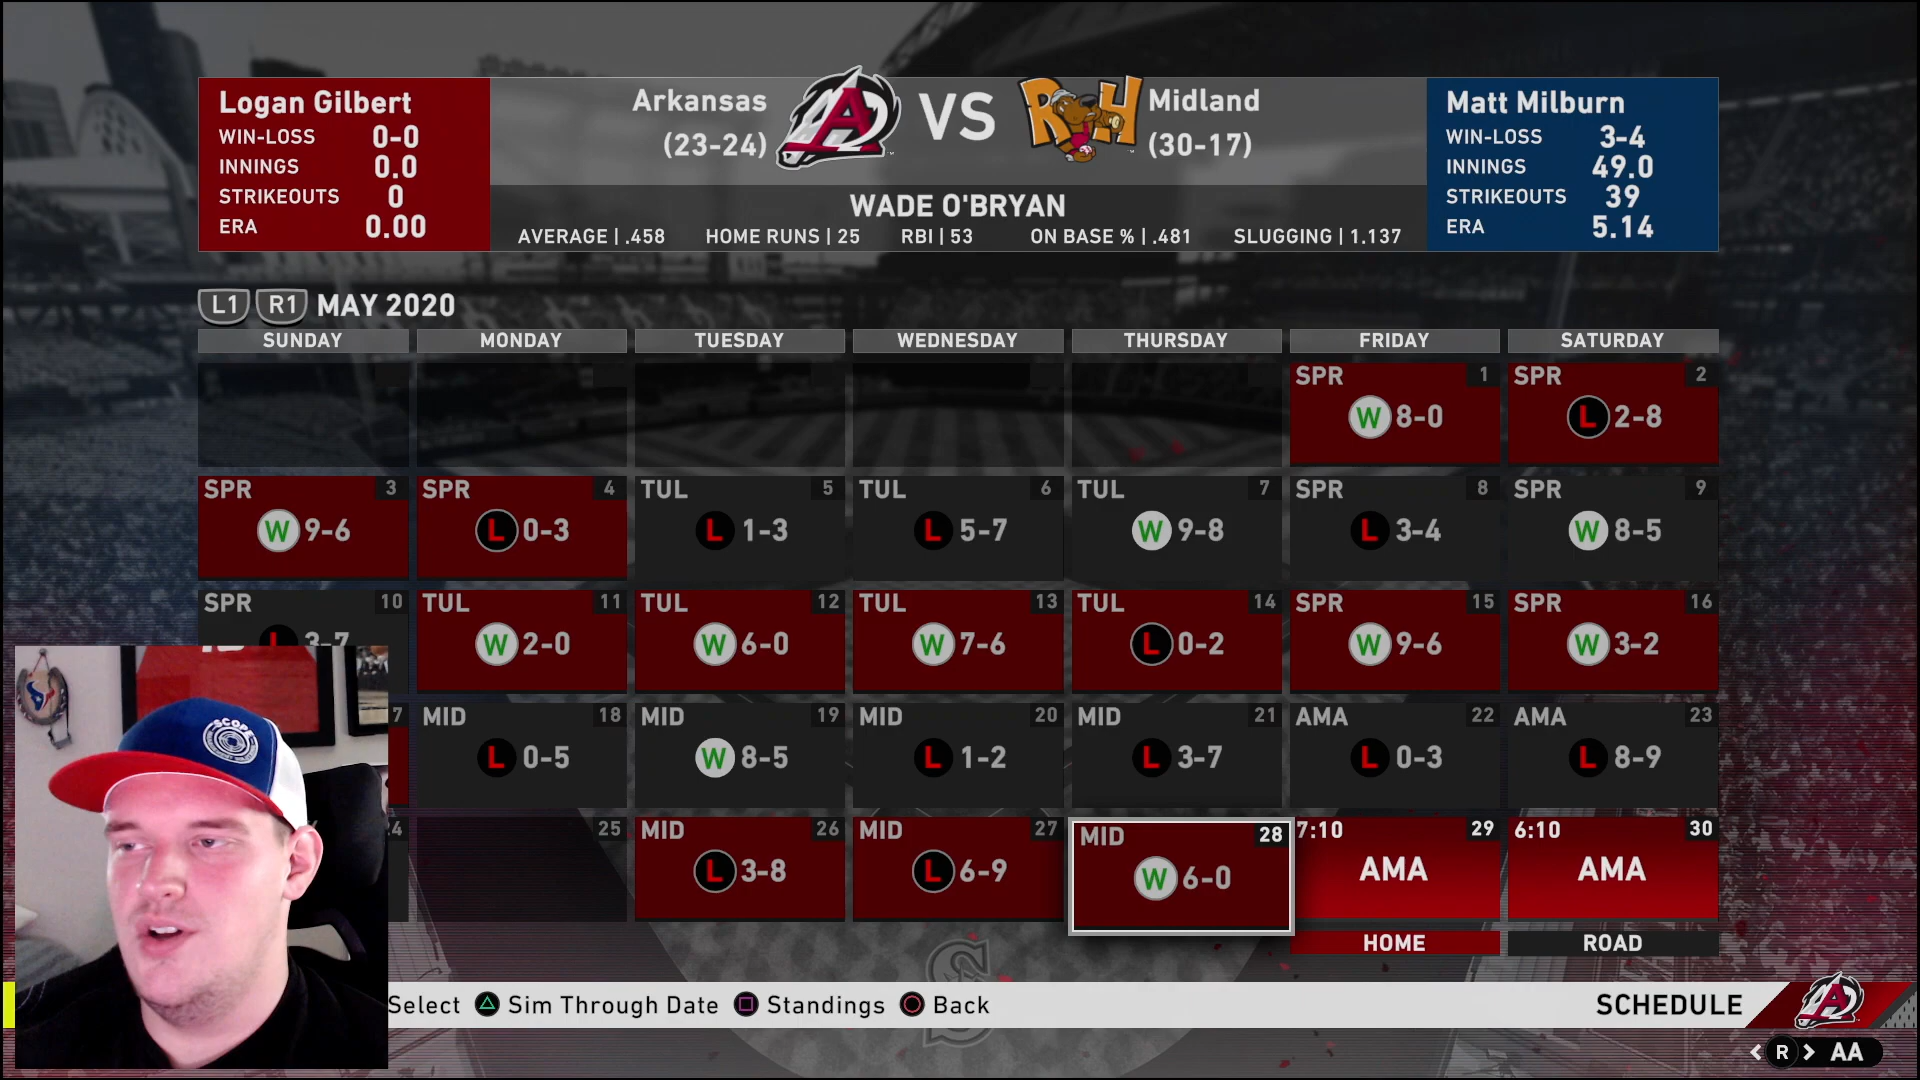 Logan Gilbert
WIN-LOSS 0-0
INNINGS 0.0
STRIKEOUTS 0
ERA 0.00
Arkansas
(23-24)
A
VS
RH
Midland
(30-17)
Matt Milburn
WIN-LOSS 3-4
INNINGS 49.0
STRIKEOUTS 39
ERA 5.14
WADE O'BRYAN
AVERAGE | .458 HOME RUNS | 25 RBI | 53 ON BASE % | .481 SLUGGING | 1.137
L1 R1 MAY 2020
SUNDAY MONDAY TUESDAY WEDNESDAY THURSDAY FRIDAY SATURDAY
SPR 1 SPR 2
W 8-0 L 2-8
SPR 3 SPR 4 TUL 5 TUL 6 TUL 7 SPR 8 SPR 9
W 9-6 L 0-3 L 1-3 L 5-7 W 9-8 L 3-4 W 8-5
SPR 10 TUL 11 TUL 12 TUL 13 TUL 14 SPR 15 SPR 16
L 3-7 W 2-0 W 6-0 W 7-6 L 0-2 W 9-6 W 3-2
7 MID 18 MID 19 MID 20 MID 21 AMA 22 AMA 23
L 0-5 W 8-5 L 1-2 L 3-7 L 0-3 L 8-9
4 25 MID 26 MID 27 MID 28 7:10 29 6:10 30
L 3-8 L 6-9 W 6-0 AMA AMA
HOME ROAD
SCOPE
Select Sim Through Date Standings Back
SCHEDULE
A
R AA